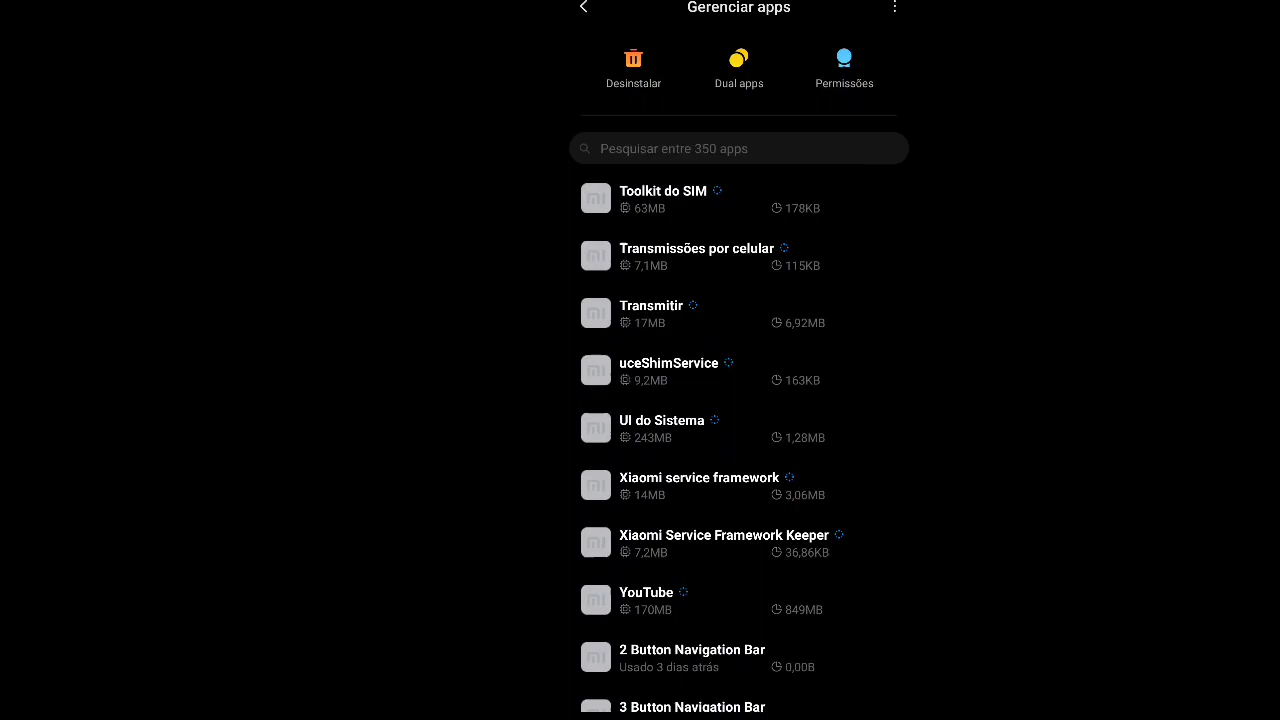 Gerenciar apps
Desinstalar Dual apps Permissões
Pesquisar entre 350 apps
Toolkit do SIM
63MB 178KB
Transmissões por celular
7,1MB 115KB
Transmitir
17MB 6,92MB
uceShimService
9,2MB 163KB
UI do Sistema
243MB 1,28MB
Xiaomi service framework
14MB 3,06MB
Xiaomi Service Framework Keeper
7,2MB 36,86KB
YouTube
170MB 849MB
2 Button Navigation Bar
Usado 3 dias atrás 0,00B
3 Button Navigation Bar